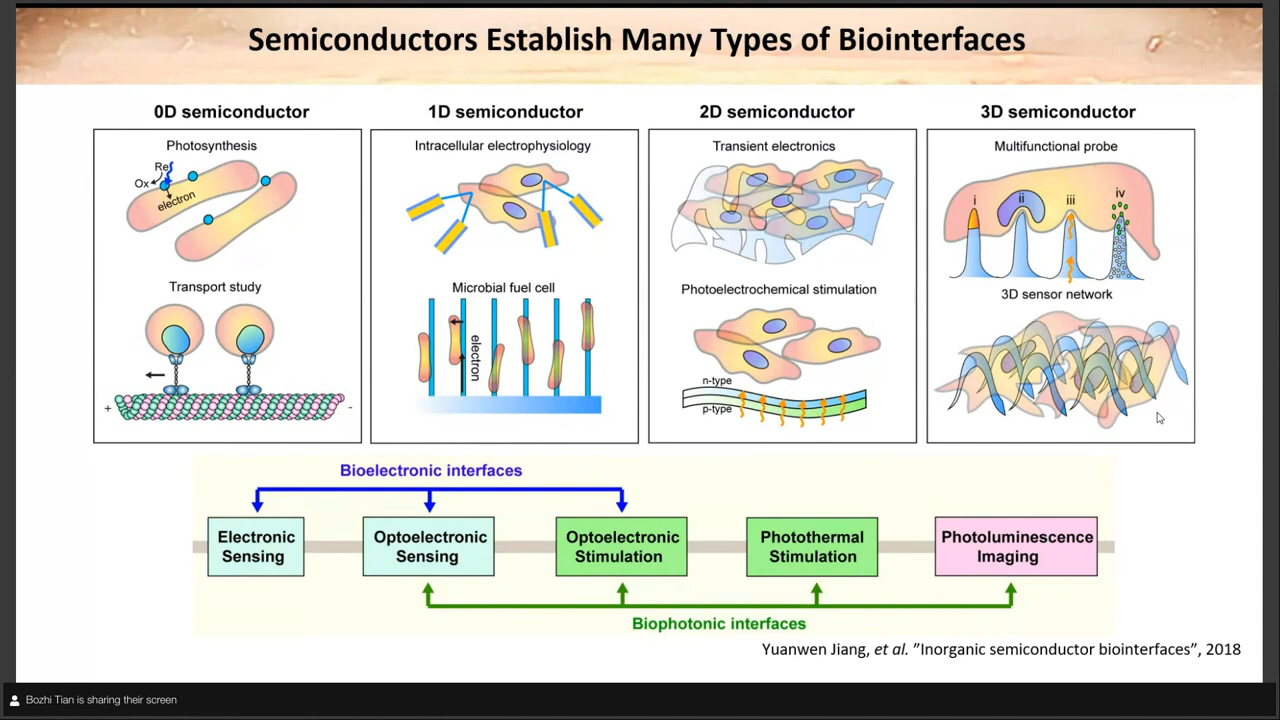 Semiconductors Establish Many Types of Biointerfaces
0D semiconductor
Photosynthesis
Re
Ox
electron
Transport study
+
-
1D semiconductor
Intracellular electrophysiology
Microbial fuel cell
electron
2D semiconductor
Transient electronics
Photoelectrochemical stimulation
n-type
p-type
3D semiconductor
Multifunctional probe
i
ii
iii
iv
3D sensor network
Bioelectronic interfaces
Electronic
Sensing
Optoelectronic
Sensing
Optoelectronic
Stimulation
Photothermal
Stimulation
Photoluminescence
Imaging
Biophotonic interfaces
Yuanwen Jiang, et al. ”Inorganic semiconductor biointerfaces”, 2018
Bozhi Tian is sharing their screen